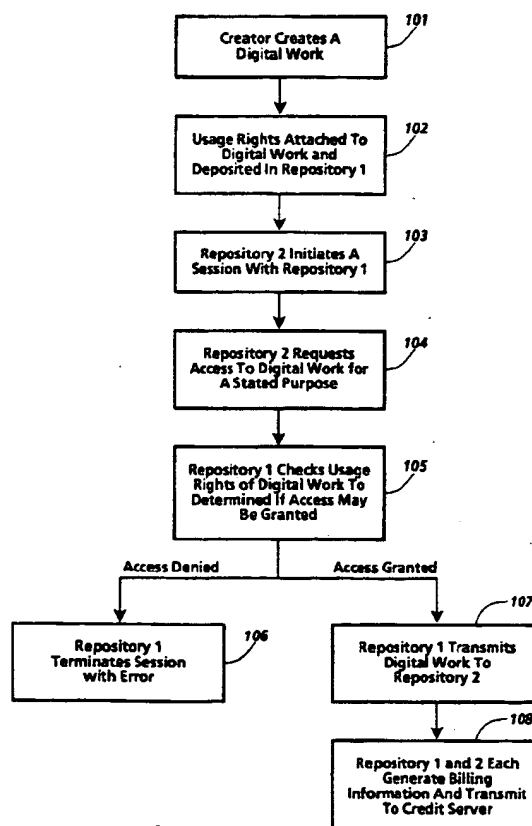 101
Creator Creates A
Digital Work
102
Usage Rights Attached To
Digital Work and
Deposited In Repository 1
103
Repository 2 Initiates A
Session With Repository 1
104
Repository 2 Requests
Access To Digital Work for
A Stated Purpose
105
Repository 1 Checks Usage
Rights of Digital Work To
Determined If Access May
Be Granted
Access Denied
Access Granted
106
Repository 1
Terminates Session
with Error
107
Repository 1 Transmits
Digital Work To
Repository 2
108
Repository 1 and 2 Each
Generate Billing
Information And Transmit
To Credit Server